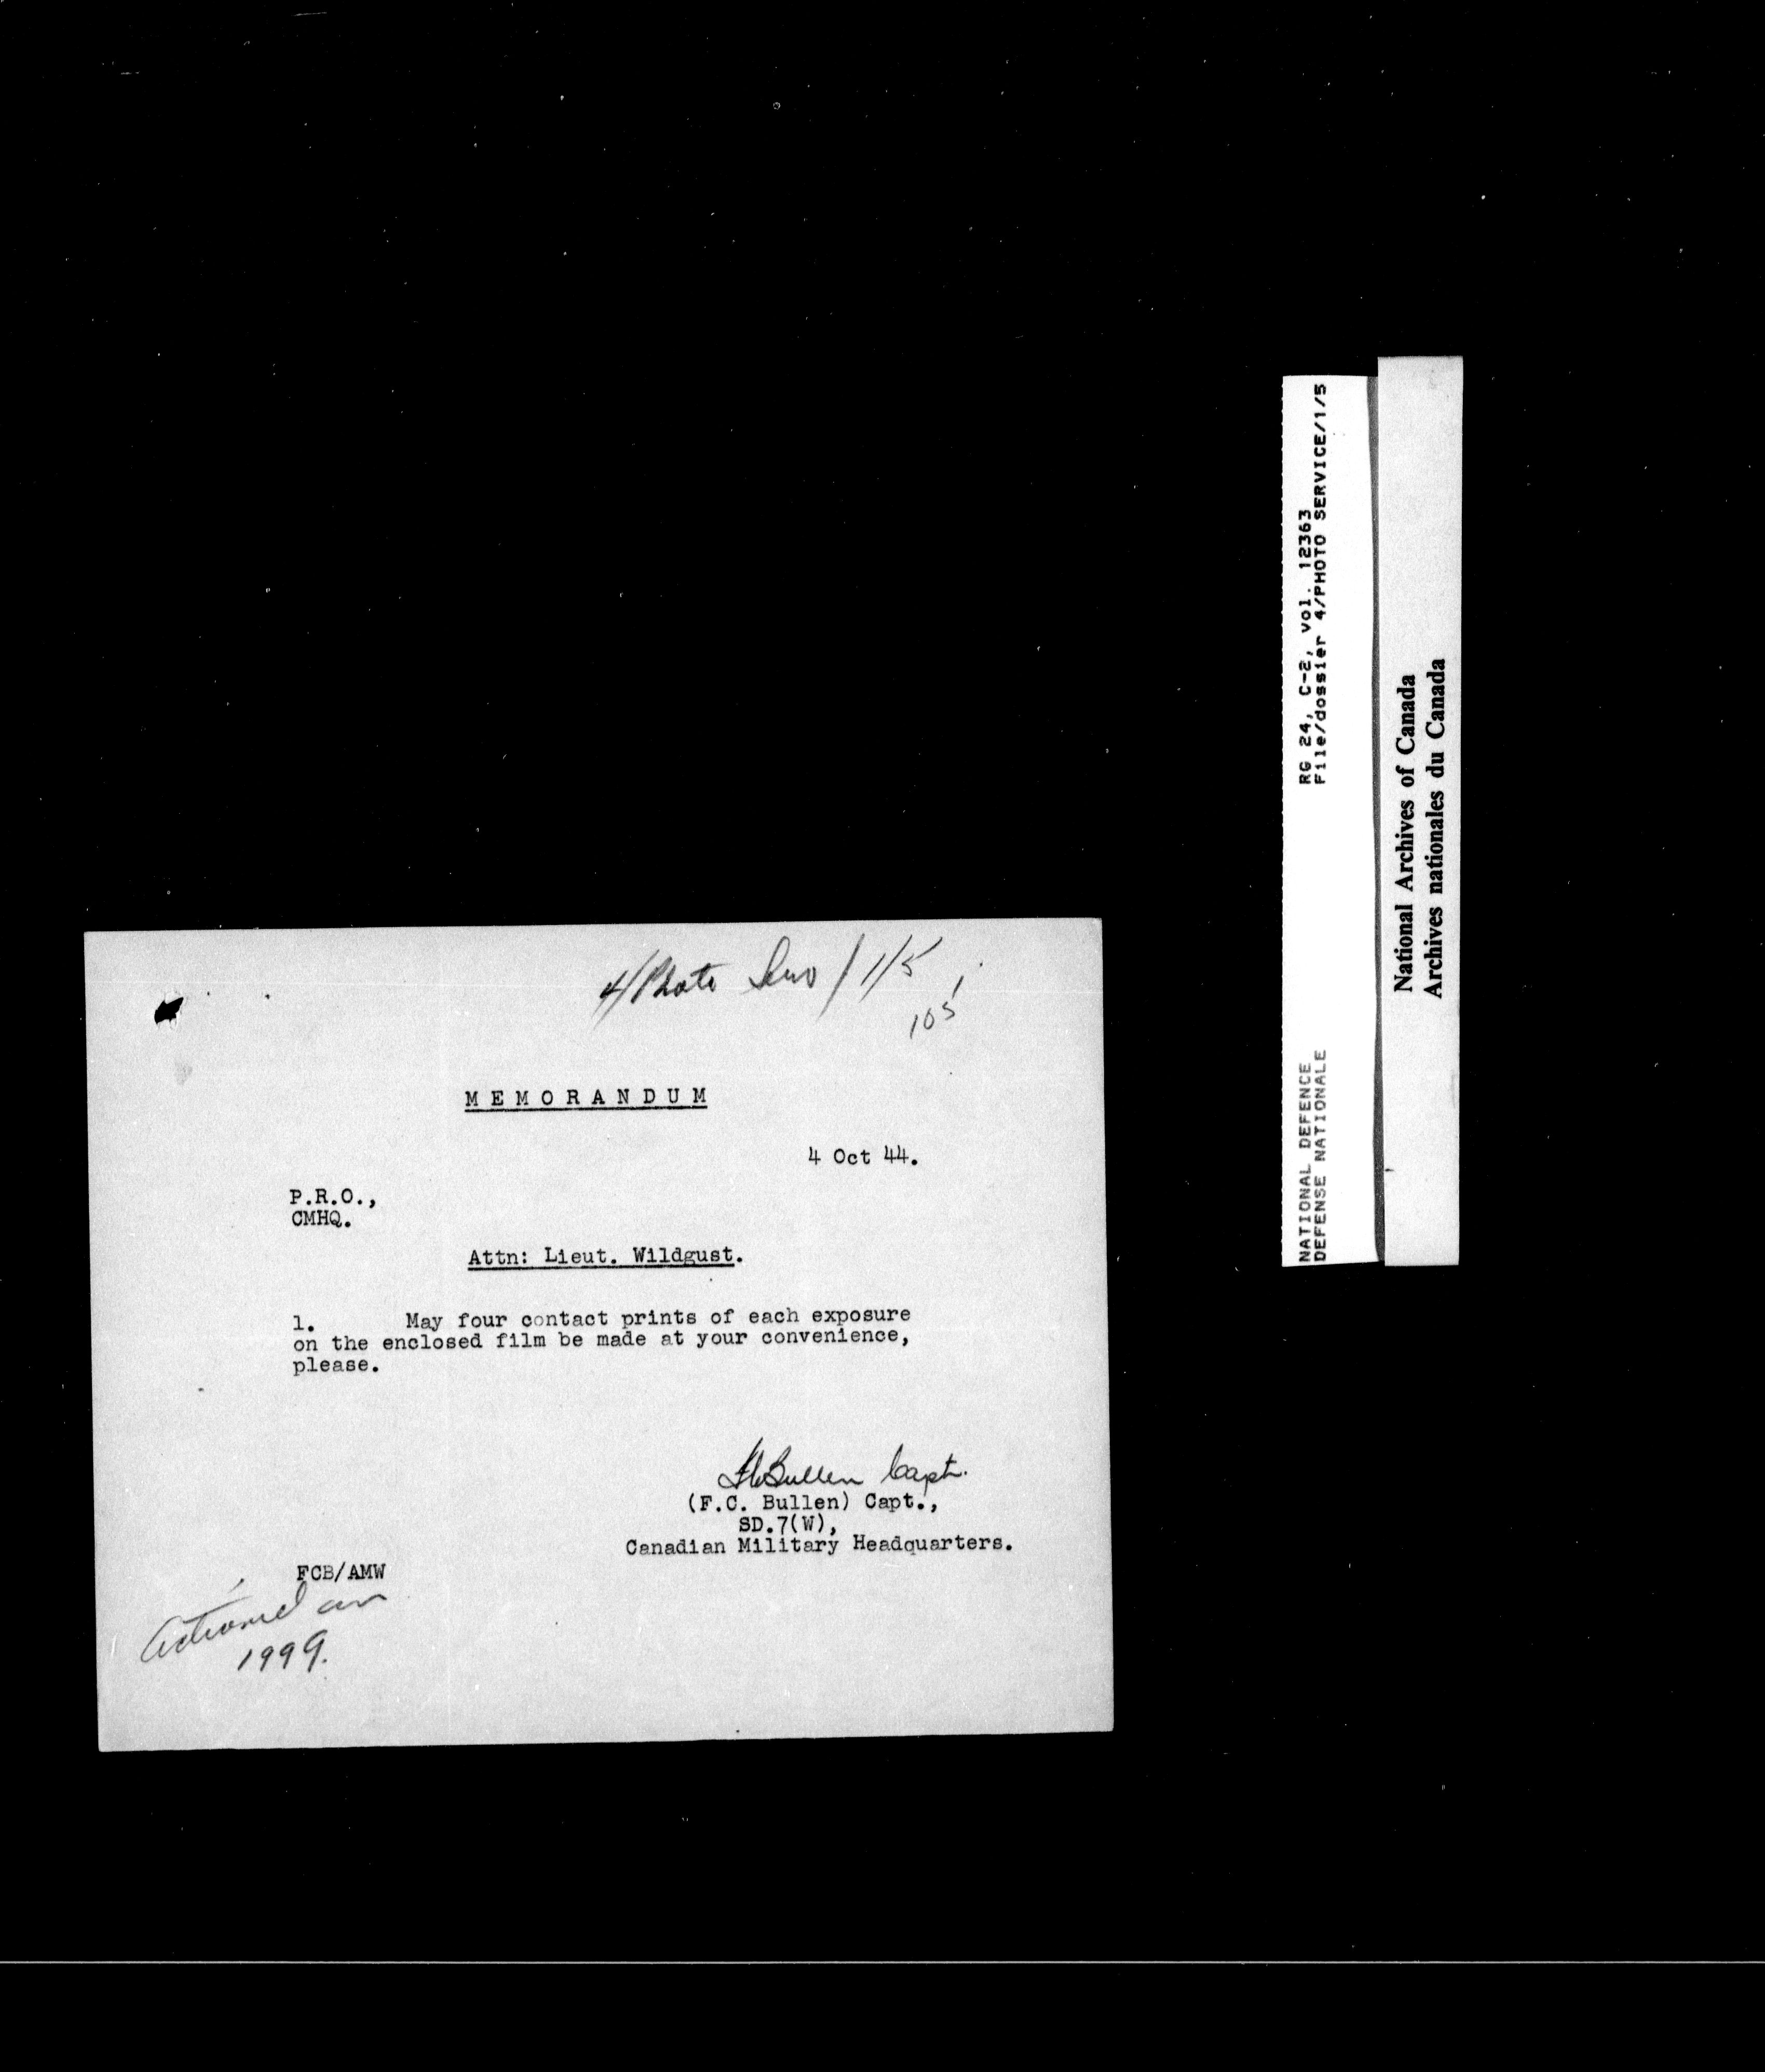 4/Photo Serv / 1/5
105
MEMORANDUM
4 Oct 44.
P.R.O.,
CMHQ.
Attn: Lieut. Wildgust.
1. May four contact prints of each exposure
on the enclosed film be made at your convenience,
please.
FCBullen Capt.
(F.C. Bullen) Capt.,
SD.7(W),
Canadian Military Headquarters.
FCB/AMW
Actioned on
1999.
RG 24, C-2, Vol. 12363
File/dossier 4/PHOTO SERVICE/1/5
NATIONAL DEFENCE
DEFENSE NATIONALE
National Archives of Canada
Archives nationales du Canada